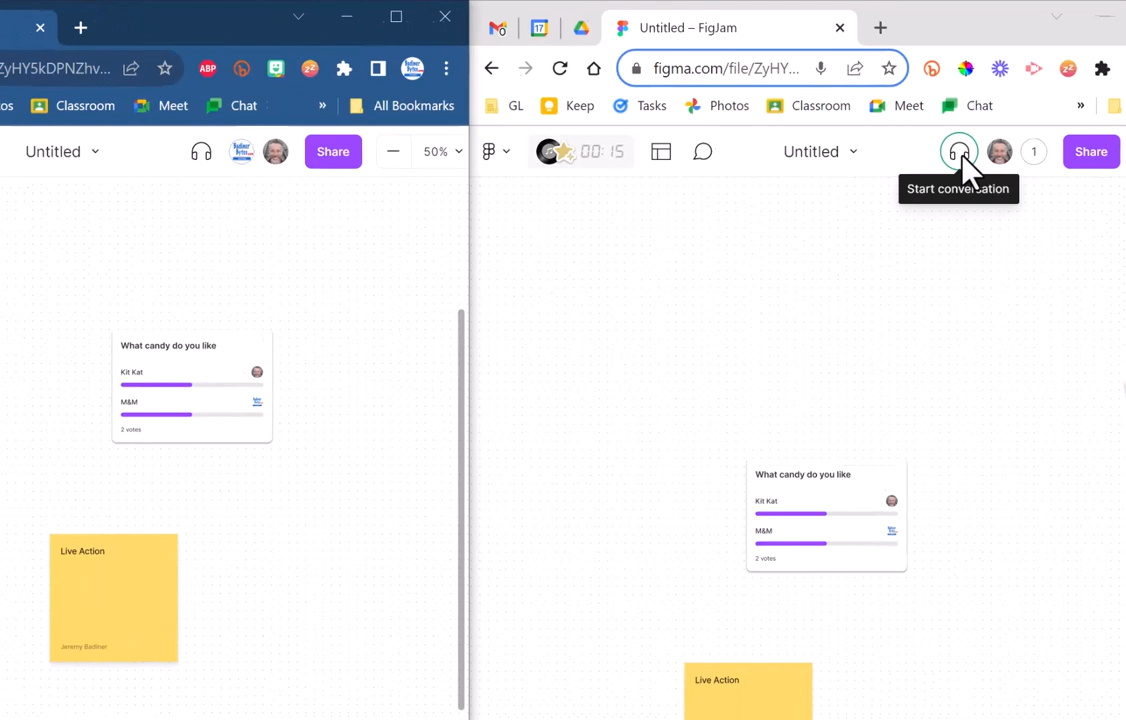 ZyHY5kDPNZhv...
ABP
os
Classroom
Meet
Chat
»
All Bookmarks
Untitled
Share
50%
What candy do you like
Kit Kat
M&M
2 votes
Live Action
Jeremy Badiner
17
Untitled – FigJam
figma.com/file/ZyHY...
GL
Keep
Tasks
Photos
Classroom
Meet
Chat
»
00:15
Untitled
1
Share
Start conversation
What candy do you like
Kit Kat
M&M
2 votes
Live Action